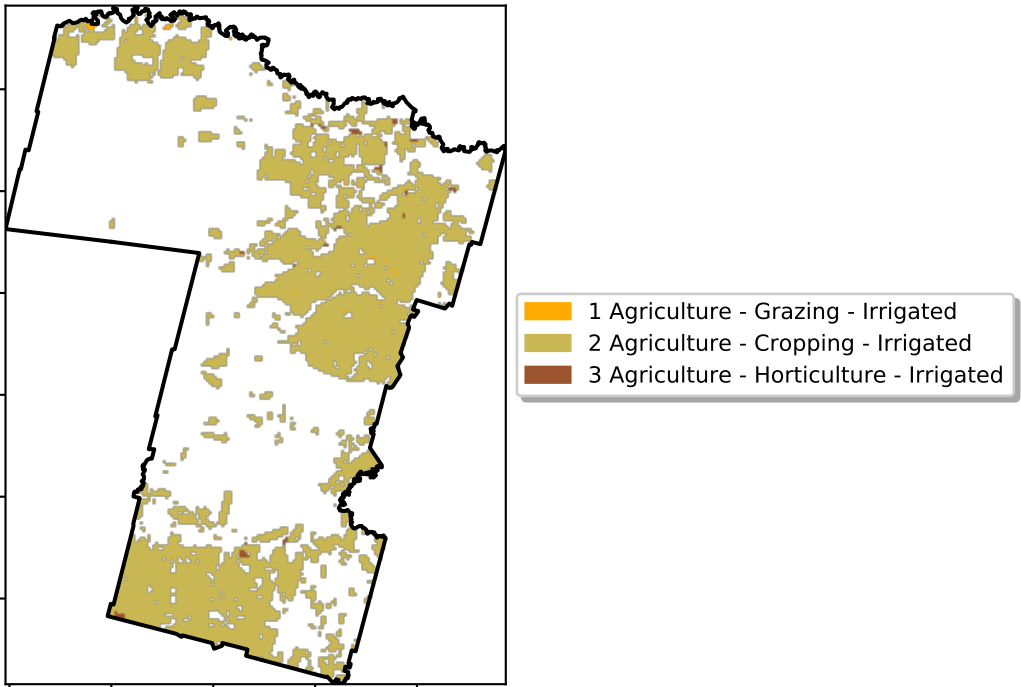 1 Agriculture - Grazing - Irrigated
2 Agriculture - Cropping - Irrigated
3 Agriculture - Horticulture - Irrigated